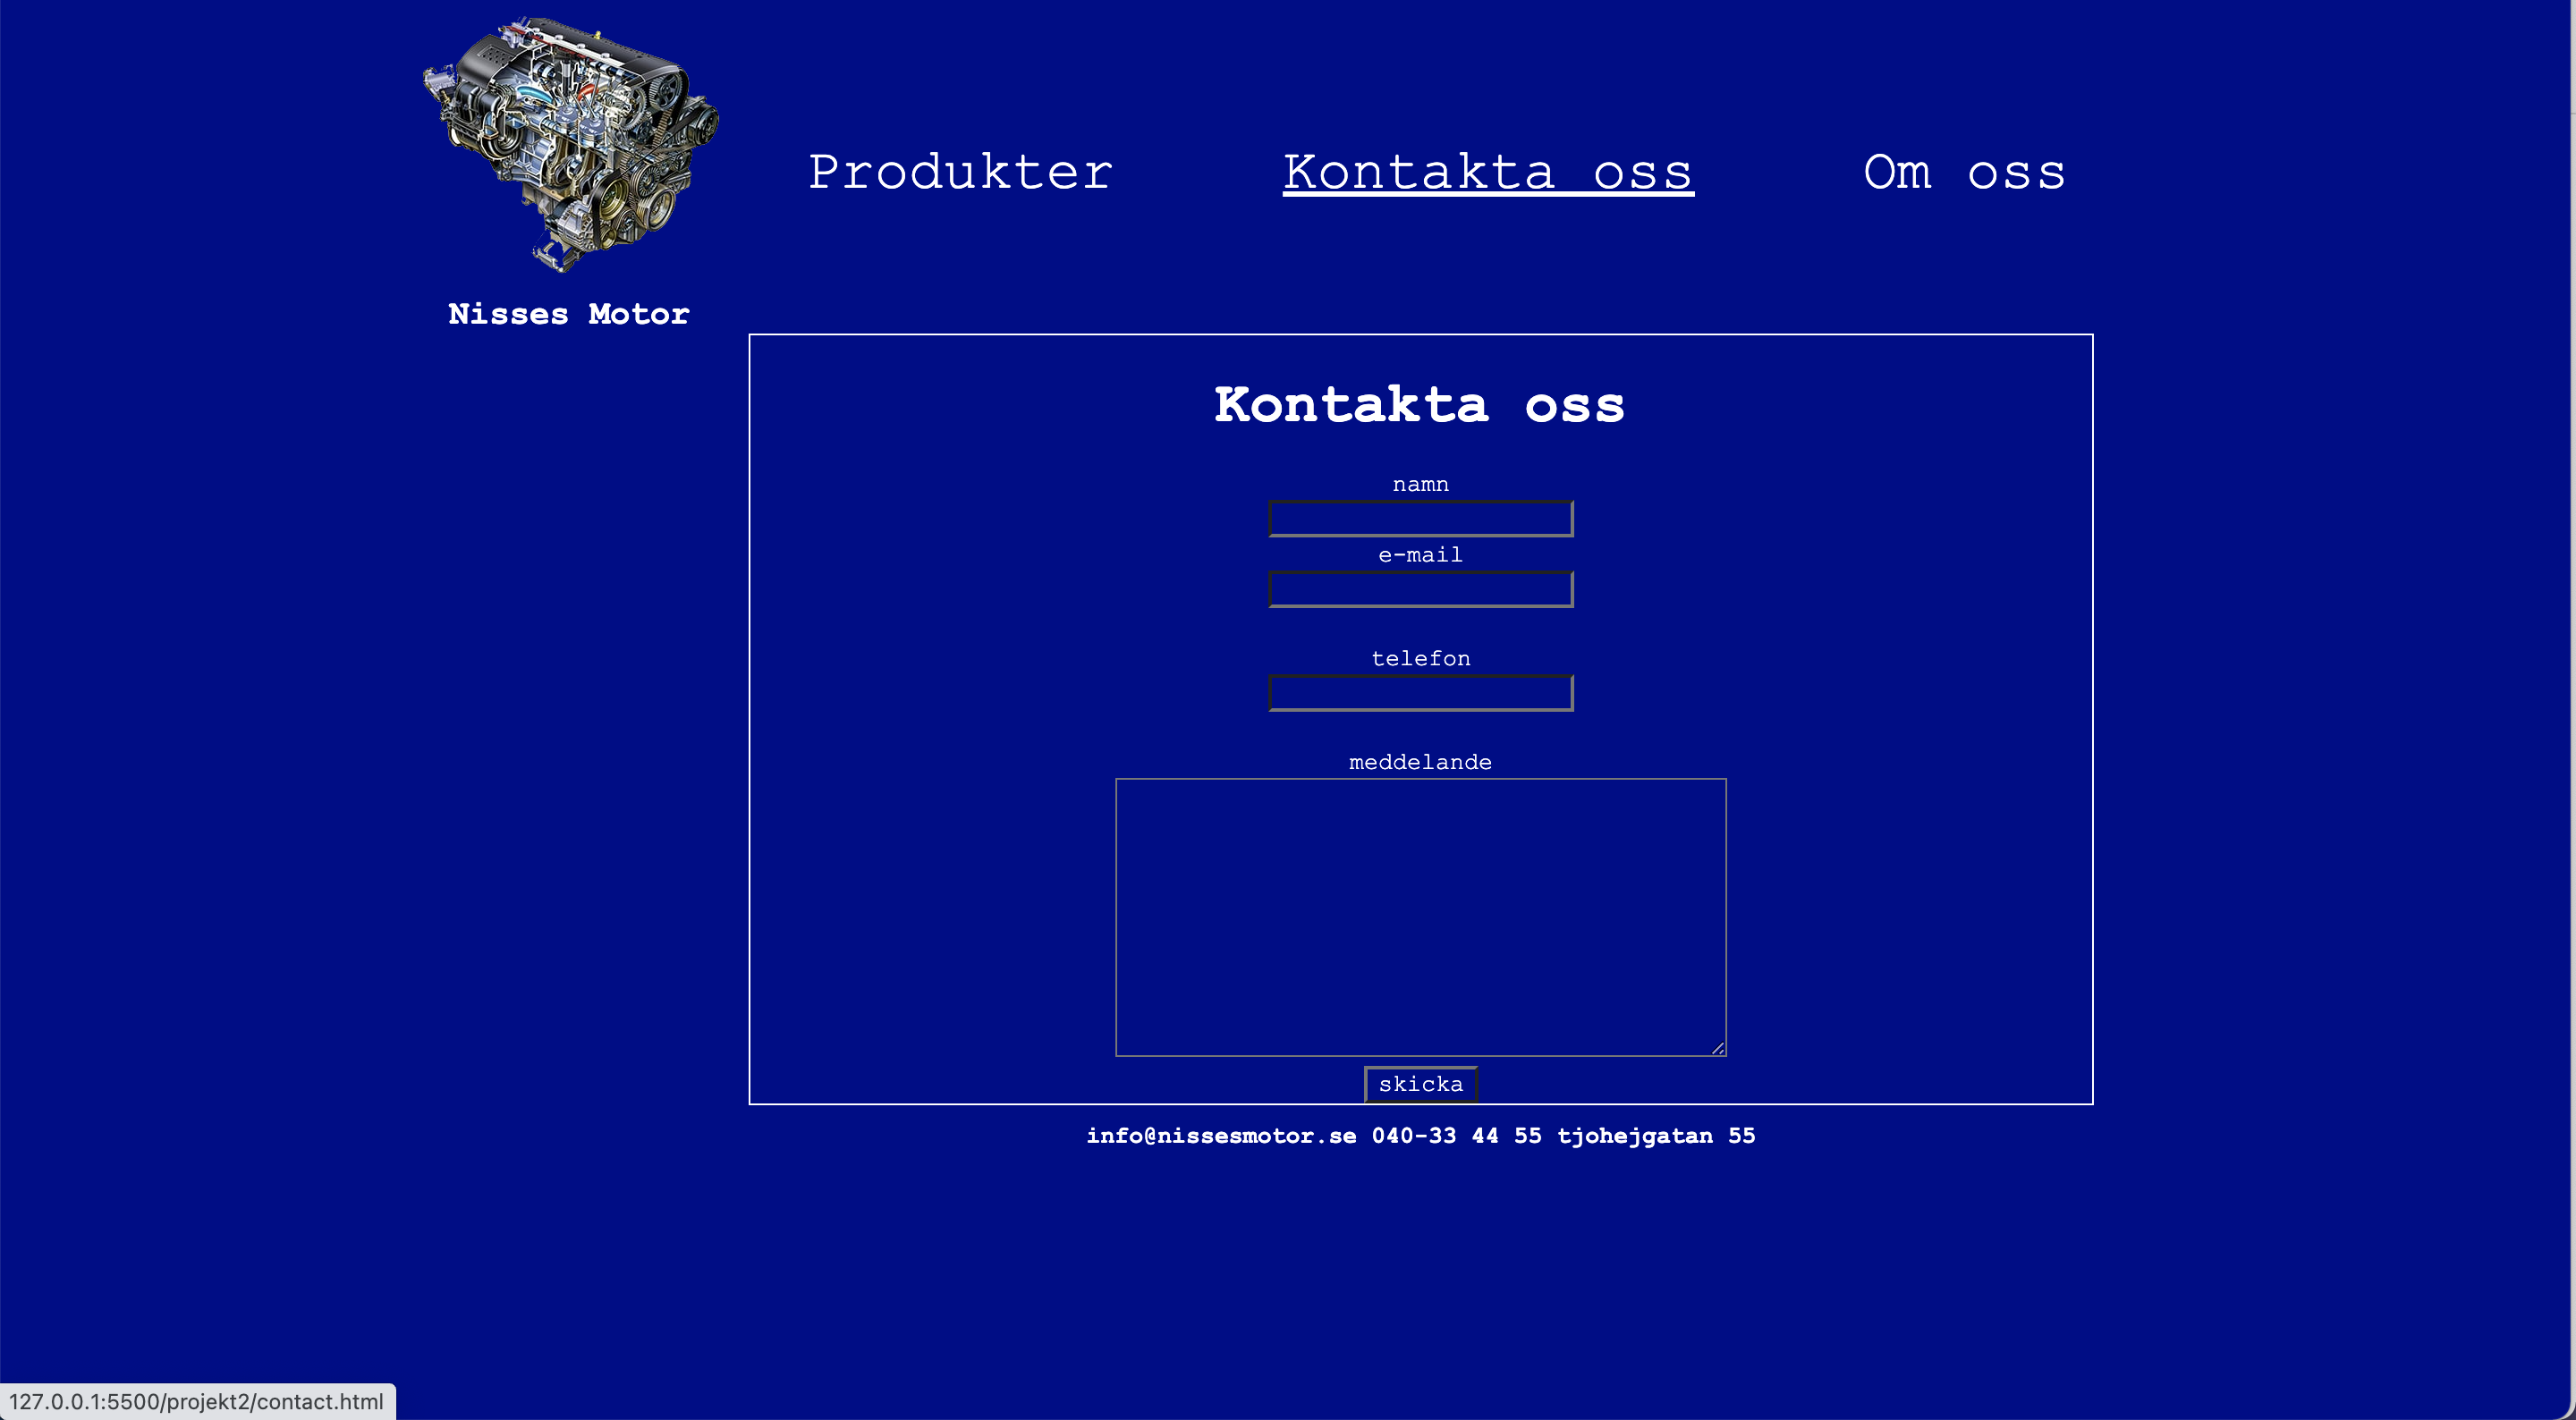 Produkter Kontakta oss Om oss
Nisses Motor
Kontakta oss
namn
e-mail
telefon
meddelande
skicka
info@nissesmotor.se 040-33 44 55 tjohejgatan 55
127.0.0.1:5500/projekt2/contact.html